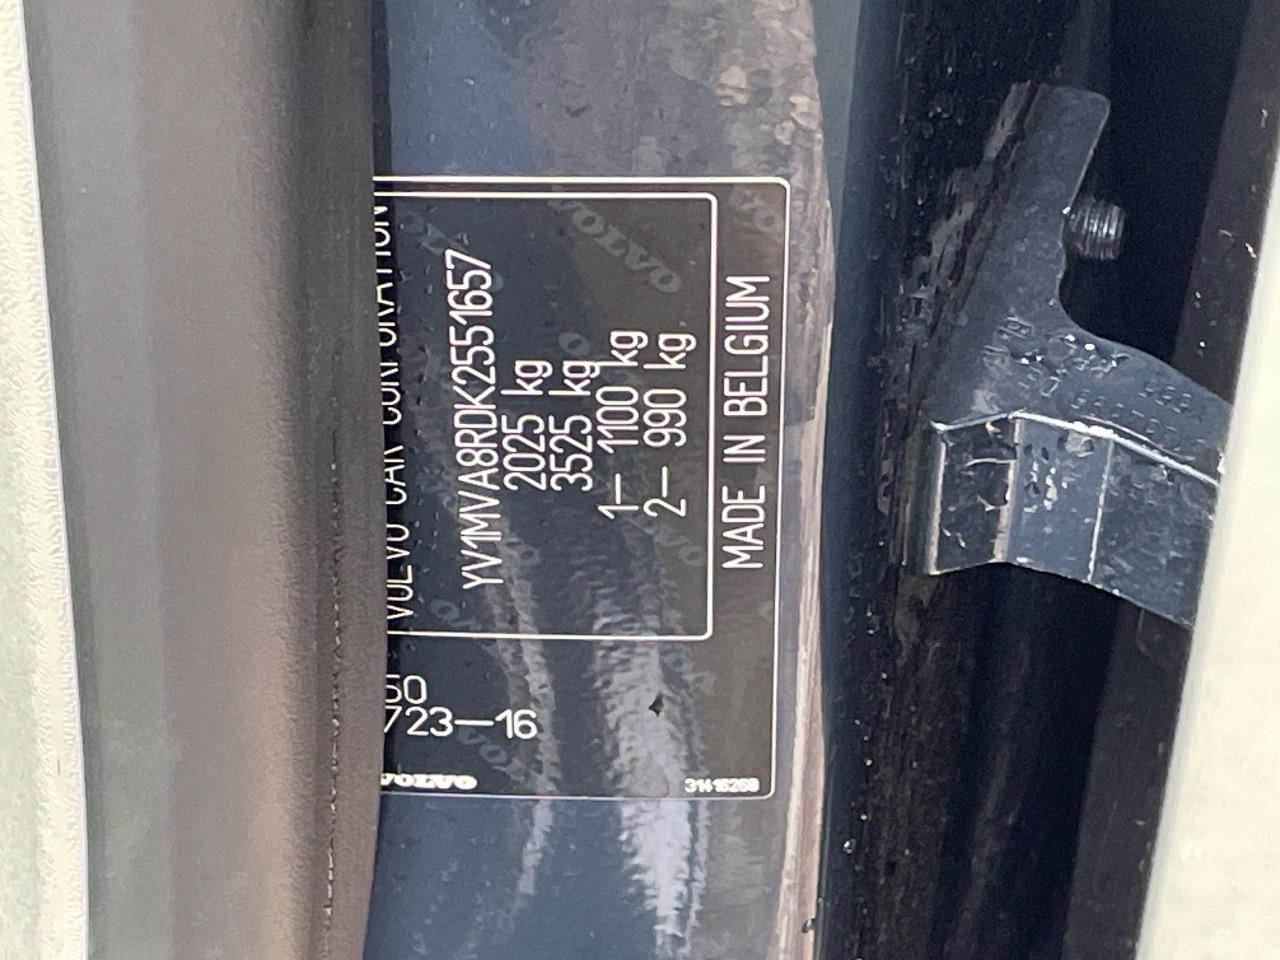 VOLVO CAR CORPORATION
YV1MVA8RDK2551657
2025 kg
3525 kg
1— 1100 kg
2— 990 kg
MADE IN BELGIUM
50
723—16
VOLVO
31416268